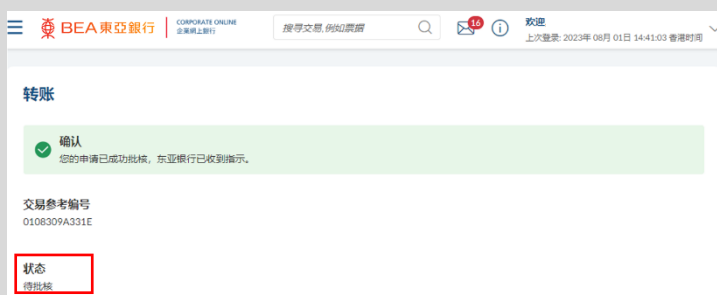 BEA東亞銀行
CORPORATE ONLINE
企業網上銀行
搜寻交易,例如票据
16
欢迎
上次登录: 2023年 08月 01日 14:41:03 香港时间
转账
确认
您的申请已成功批核，东亚银行已收到指示。
交易参考编号
0108309A331E
状态
待批核